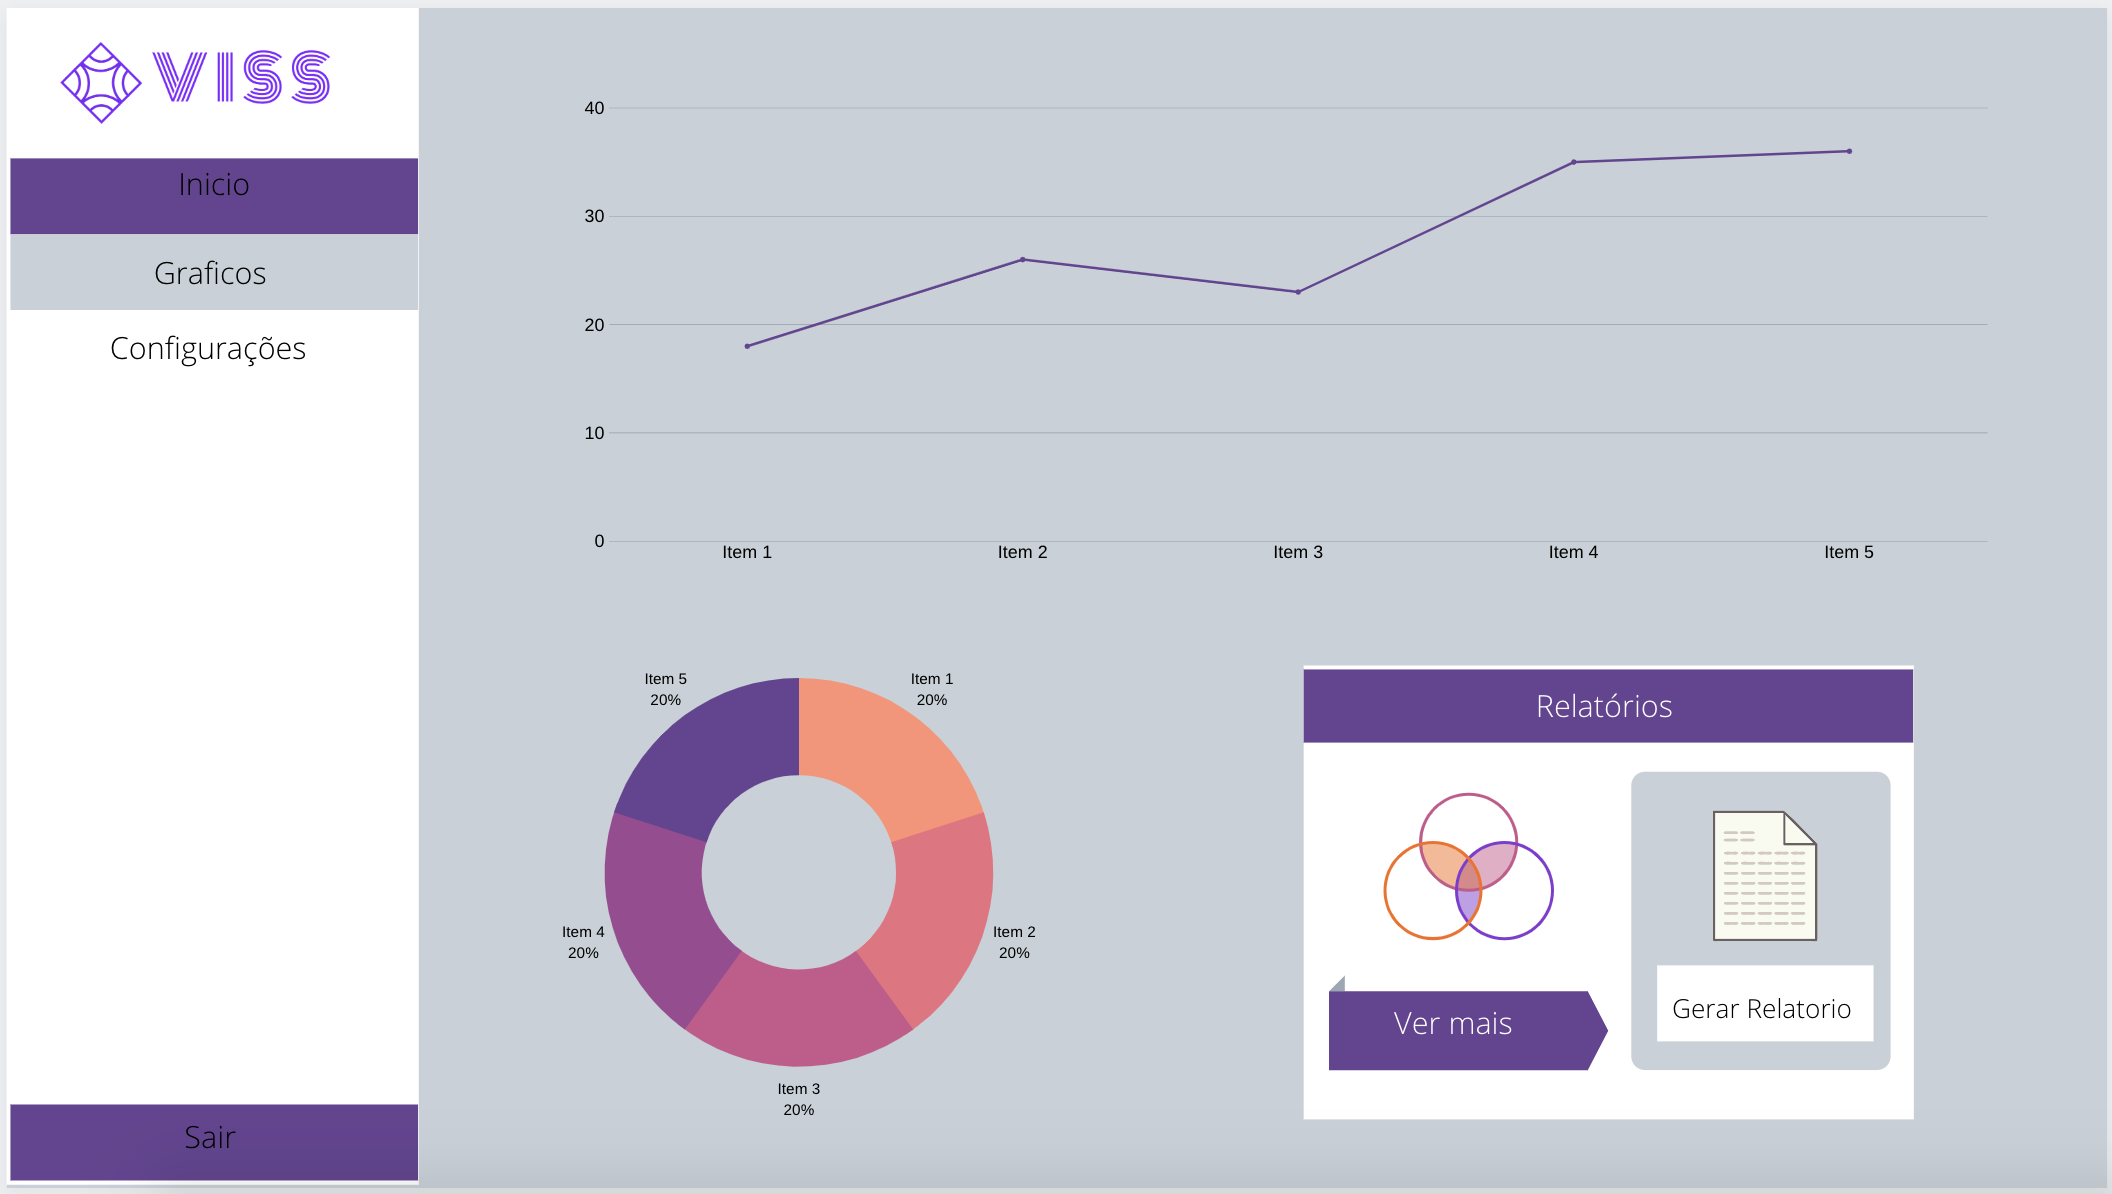 VISS
Inicio
Graficos
Configurações
Sair
40
30
20
10
0
Item 1
Item 2
Item 3
Item 4
Item 5
Item 5
20%
Item 1
20%
Item 4
20%
Item 2
20%
Item 3
20%
Relatórios
Ver mais
Gerar Relatorio